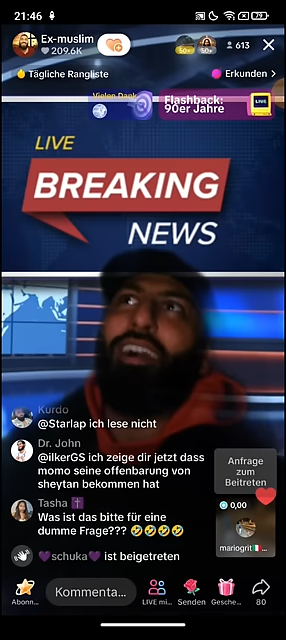 21:46
79
Ex-muslim
209.6K
50+
50+
613
Tägliche Rangliste
Erkunden >
Vielen Dank
Flashback:
90er Jahre
LIVE
LIVE
BREAKING
NEWS
Kurdo
@Starlap ich lese nicht
Dr. John
@ilkerGS ich zeige dir jetzt dass
momo seine offenbarung von
sheytan bekommen hat
Anfrage
zum
Beitreten
Tasha ✝️
Was ist das bitte für eine
dumme Frage??? 🤣🤣🤣🤣
0,00
mariogrit🇮🇹 ...
💜schuka💜 ist beigetreten
Kommenta...
Abonn...
LIVE mi...
Senden
Gesche...
80